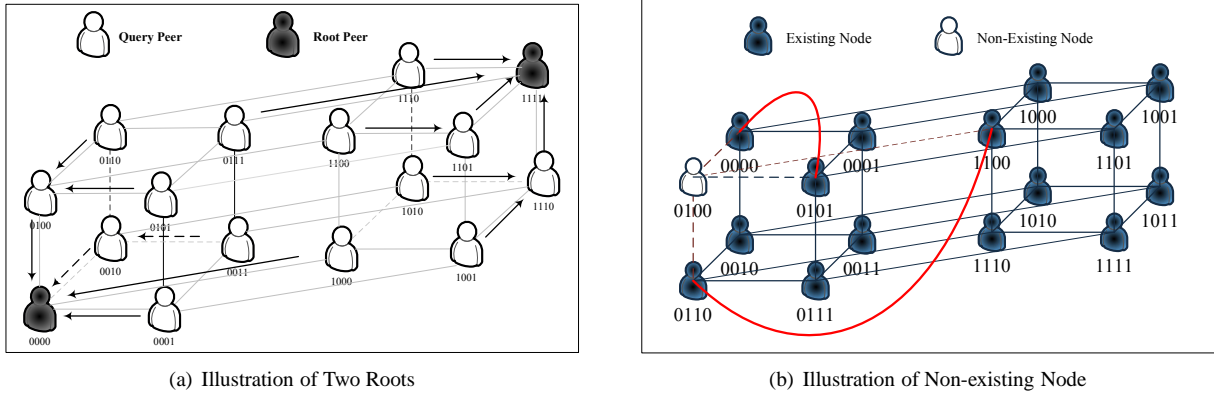 Query Peer Root Peer
1110 1111
0110 0111 1100 1101
0100 0101 1010 1110
0010 0011 1000 1001
0000 0001
(a) Illustration of Two Roots
Existing Node Non-Existing Node
1000 1001
0000 0001 1100 1101
0100 0101 1010 1011
0010 0011 1110 1111
0110 0111
(b) Illustration of Non-existing Node